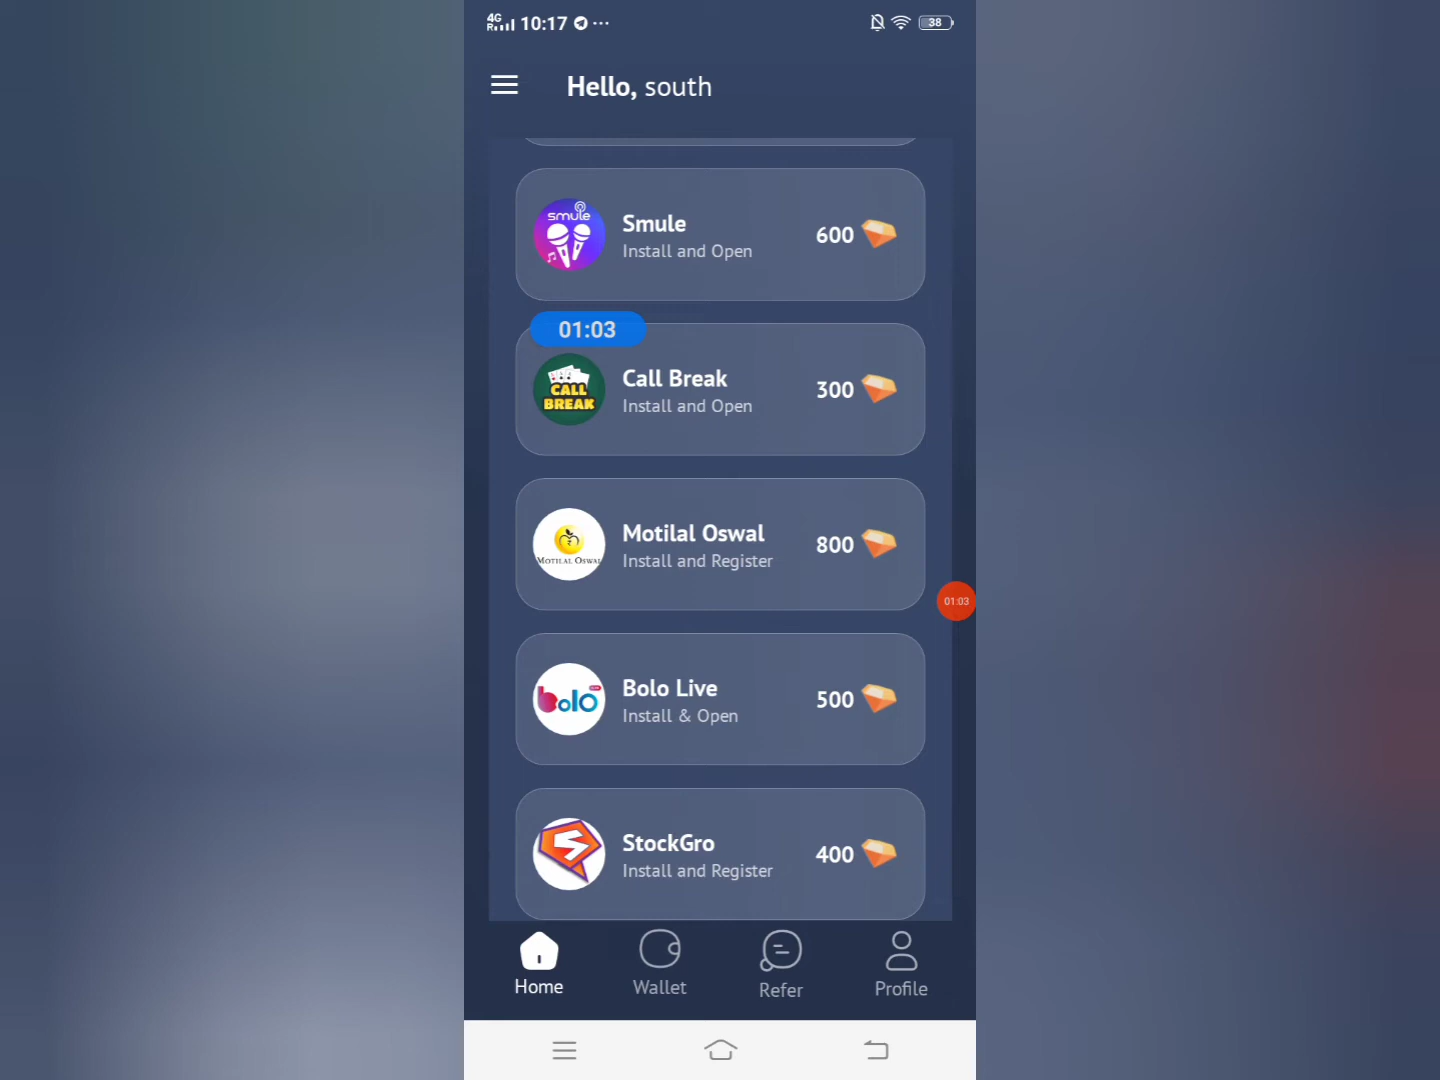 4G
R
10:17
38
Hello, south
smule
Smule
Install and Open
600
01:03
CALL
BREAK
Call Break
Install and Open
300
MOTILAL OSWAL
Motilal Oswal
Install and Register
800
01:03
bolo
Bolo Live
Install & Open
500
StockGro
Install and Register
400
Home
Wallet
Refer
Profile